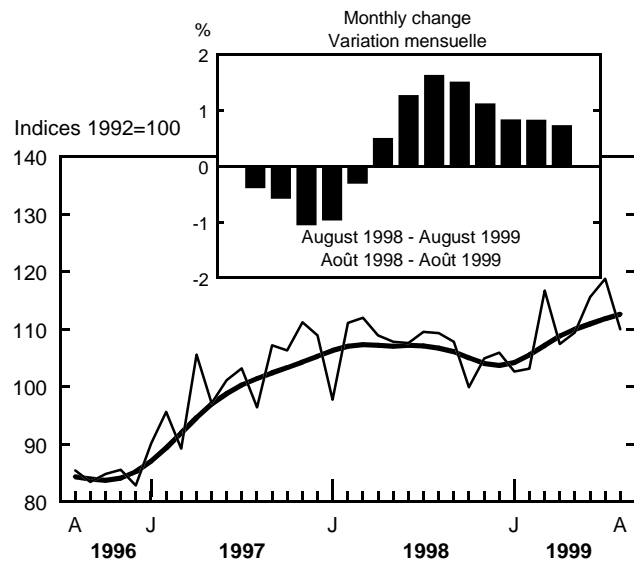 Monthly change
Variation mensuelle
%
2
1
0
-1
-2
August 1998 - August 1999
Août 1998 - Août 1999
Indices 1992=100
140
130
120
110
100
90
80
A J J J A
1996 1997 1998 1999